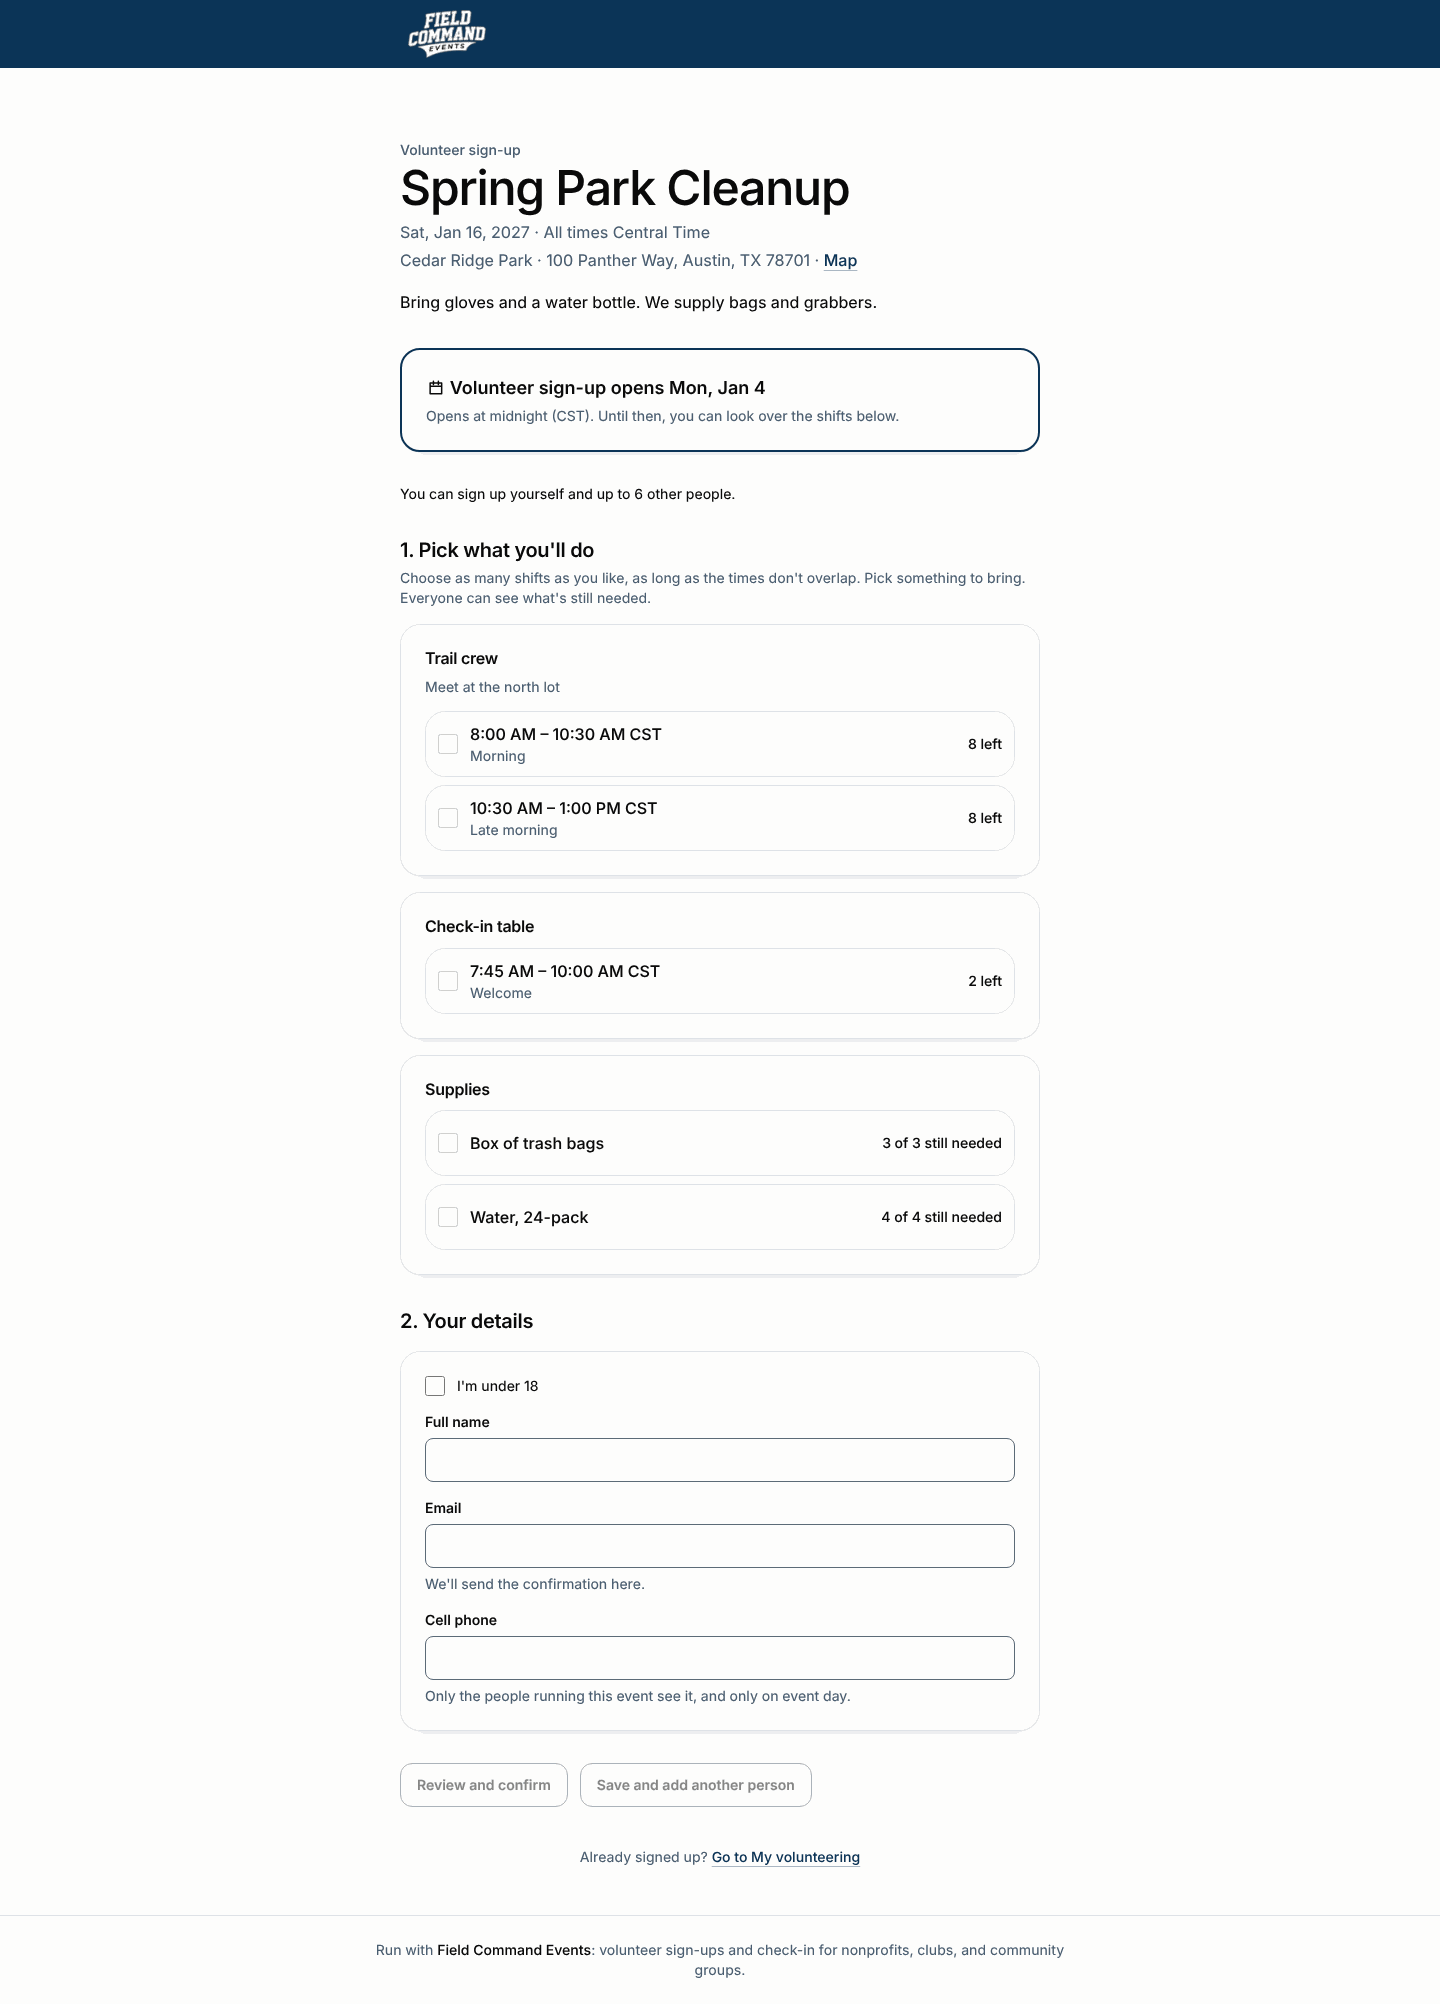 FIELD
COMMAND
EVENTS
Volunteer sign-up
Spring Park Cleanup
Sat, Jan 16, 2027 · All times Central Time
Cedar Ridge Park · 100 Panther Way, Austin, TX 78701 · Map
Bring gloves and a water bottle. We supply bags and grabbers.
Volunteer sign-up opens Mon, Jan 4
Opens at midnight (CST). Until then, you can look over the shifts below.
You can sign up yourself and up to 6 other people.
1. Pick what you'll do
Choose as many shifts as you like, as long as the times don't overlap. Pick something to bring.
Everyone can see what's still needed.
Trail crew
Meet at the north lot
8:00 AM – 10:30 AM CST
Morning
8 left
10:30 AM – 1:00 PM CST
Late morning
8 left
Check-in table
7:45 AM – 10:00 AM CST
Welcome
2 left
Supplies
Box of trash bags
3 of 3 still needed
Water, 24-pack
4 of 4 still needed
2. Your details
I'm under 18
Full name
Email
We'll send the confirmation here.
Cell phone
Only the people running this event see it, and only on event day.
Review and confirm
Save and add another person
Already signed up? Go to My volunteering
Run with Field Command Events: volunteer sign-ups and check-in for nonprofits, clubs, and community
groups.